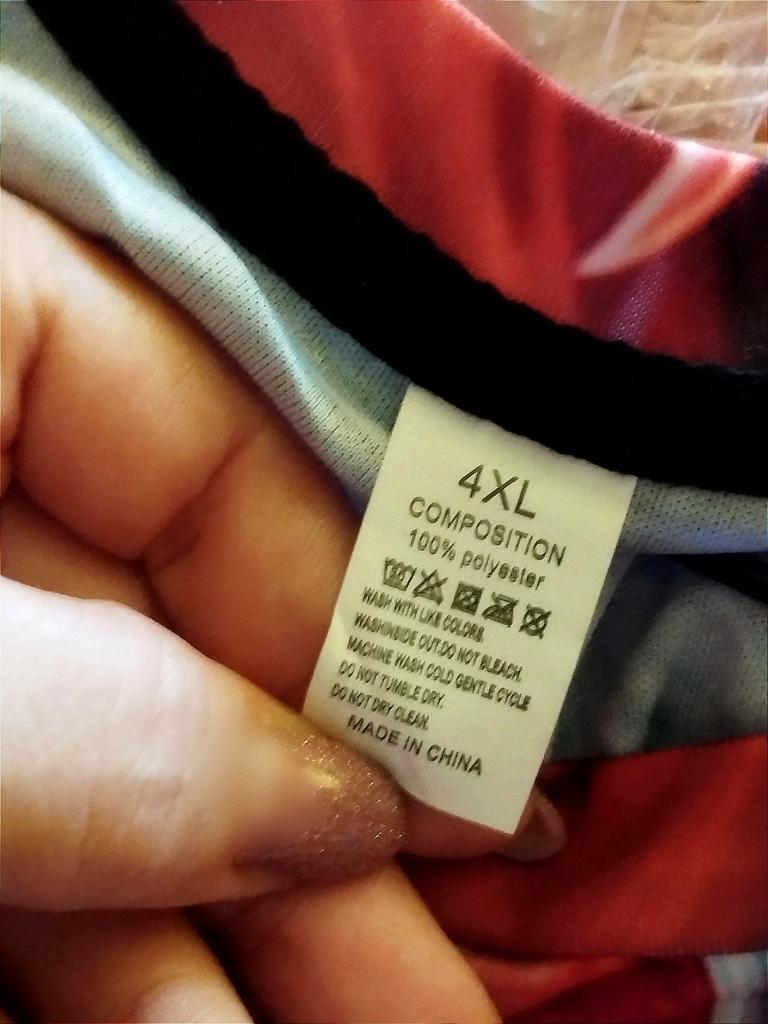 4XL
COMPOSITION
100% polyester
WASH WITH LIKE COLORS.
WASHINSIDE OUT.DO NOT BLEACH.
MACHINE WASH COLD GENTLE CYCLE
DO NOT TUMBLE DRY.
DO NOT DRY CLEAN.
MADE IN CHINA